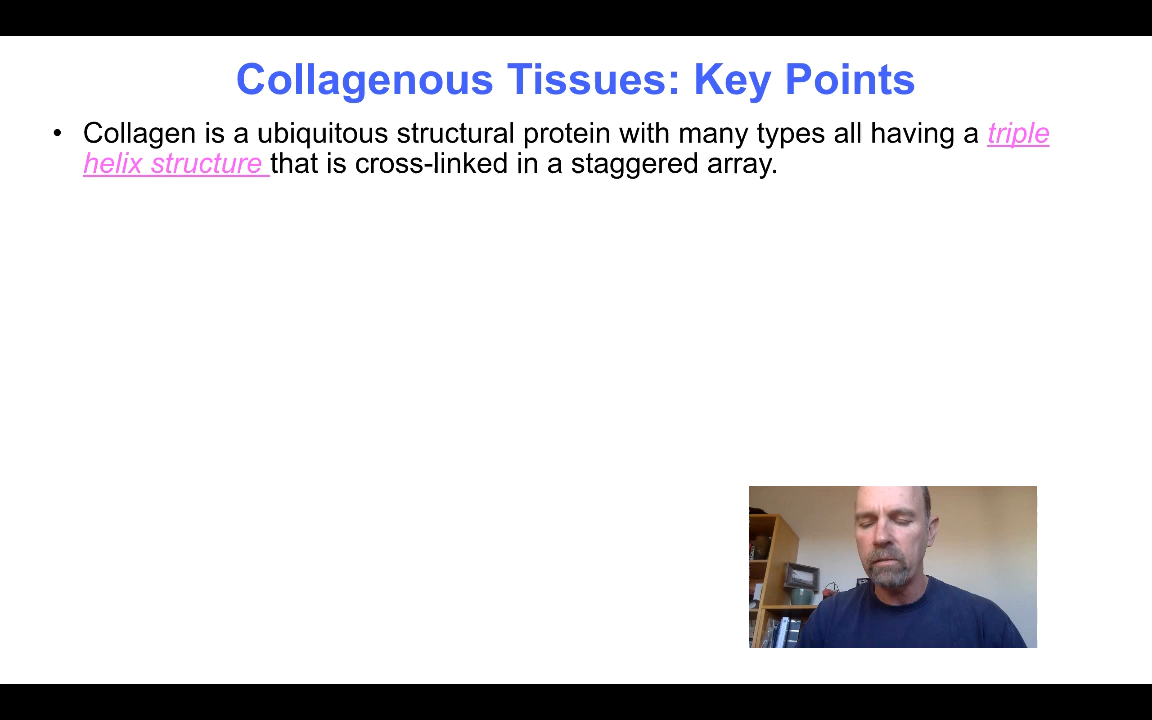 Collagenous Tissues: Key Points
• Collagen is a ubiquitous structural protein with many types all having a triple
helix structure that is cross-linked in a staggered array.